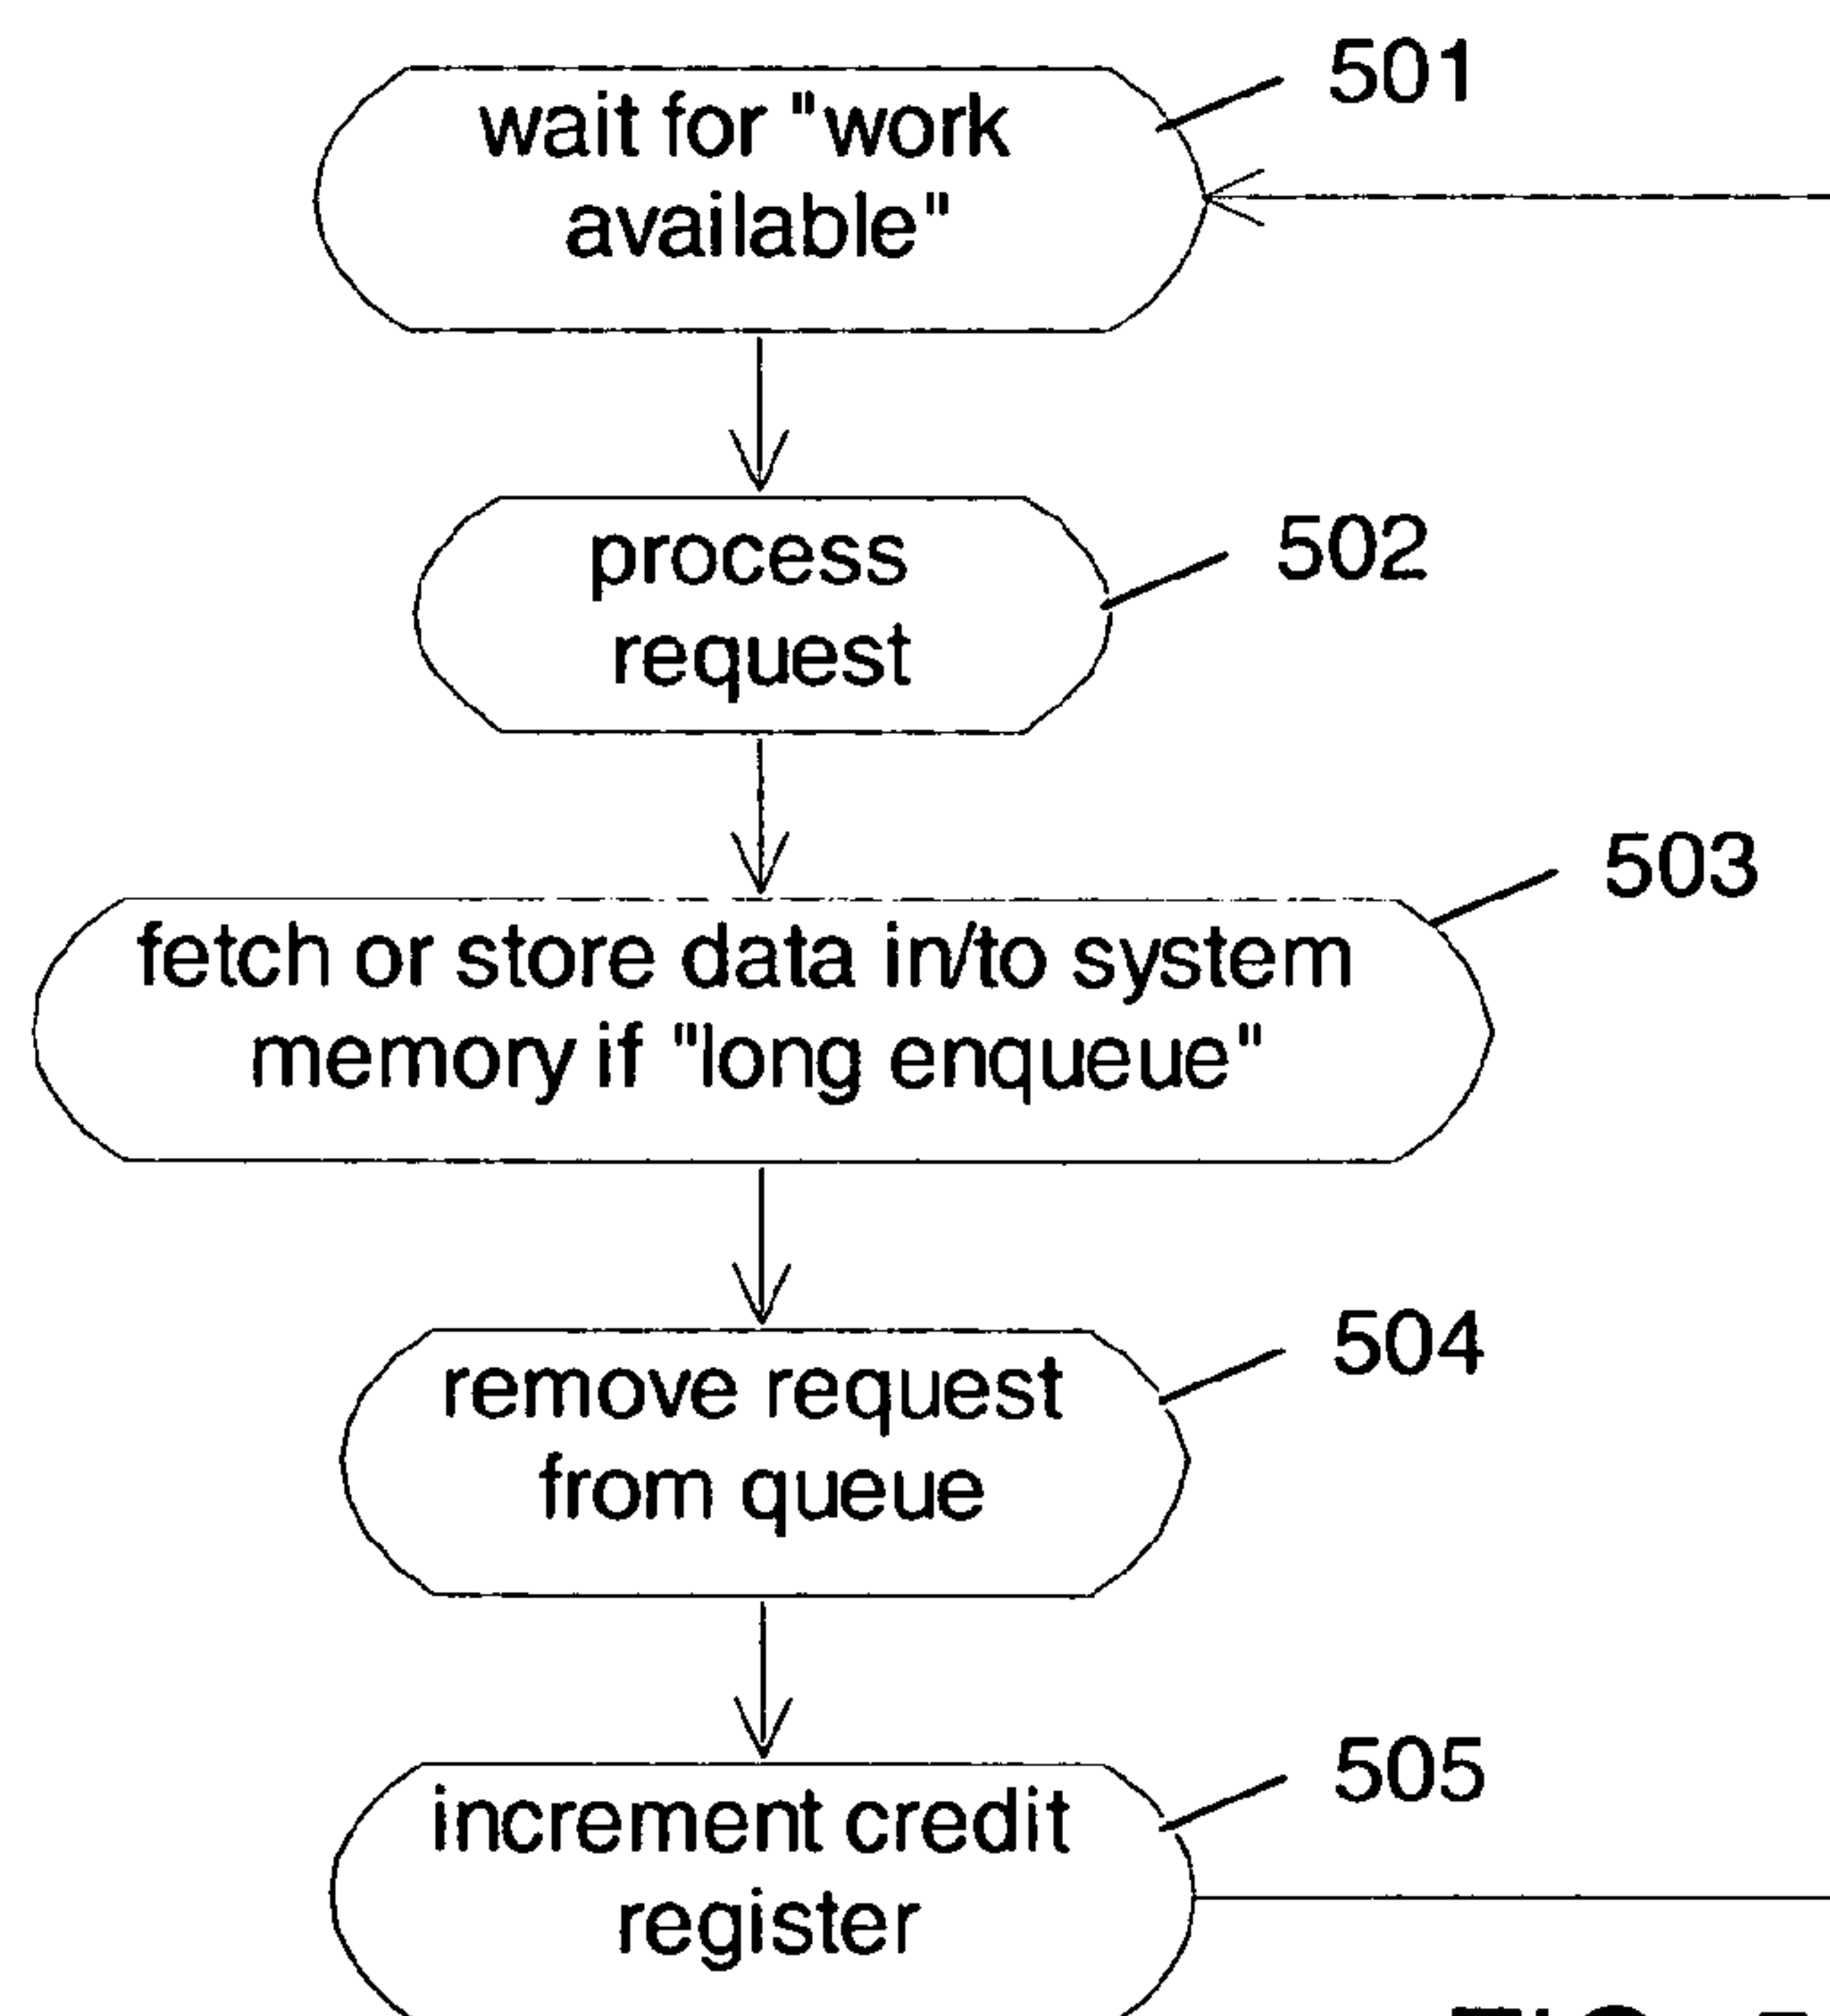 501
wait for "work
available"
502
process
request
503
fetch or store data in/to system
memory if "long enqueue"
504
remove request
from queue
505
increment credit
register